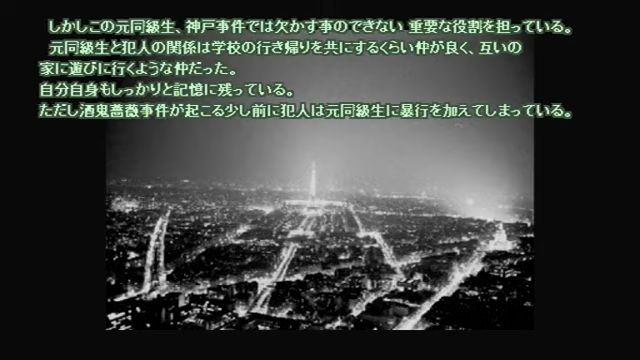 しかしこの元同級生、神戸事件では欠かす事のできない 重要な役割を担っている。
元同級生と犯人の関係は学校の行き帰りを共にするくらい仲が良く、互いの
家に遊びに行くような仲だった。
自分自身もしっかりと記憶に残っている。
ただし酒鬼薔薇事件が起こる少し前に犯人は元同級生に暴行を加えてしまっている。